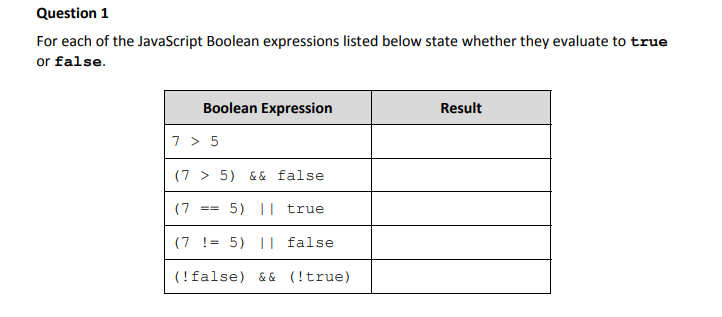 Question 1
For each of the JavaScript Boolean expressions listed below state whether they evaluate to true
or false.
Boolean Expression Result
7 > 5
(7 > 5) && false
(7 == 5) || true
(7 != 5) || false
(!false) && (!true)